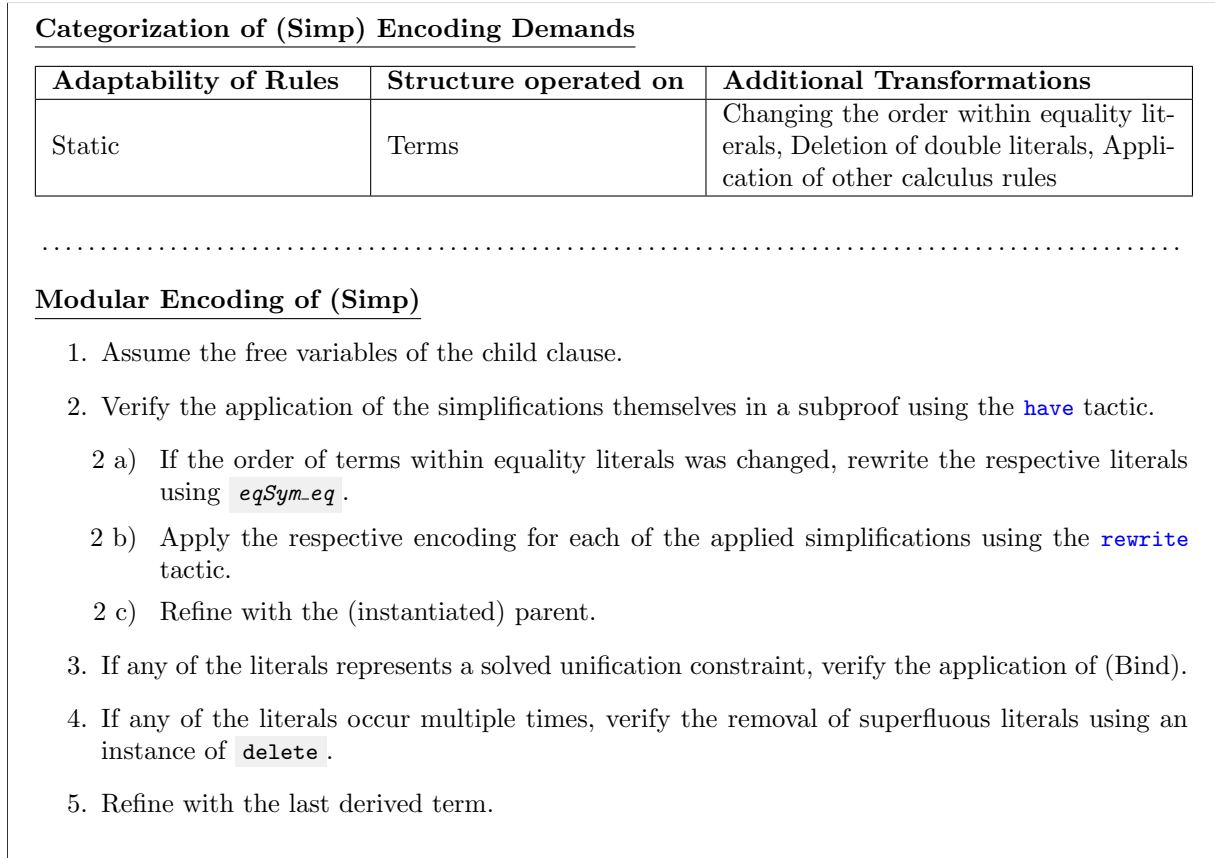 Categorization of (Simp) Encoding Demands
Adaptability of Rules Structure operated on Additional Transformations
Static Terms Changing the order within equality lit-
erals, Deletion of double literals, Appli-
cation of other calculus rules
Modular Encoding of (Simp)
1. Assume the free variables of the child clause.
2. Verify the application of the simplifications themselves in a subproof using the have tactic.
2 a) If the order of terms within equality literals was changed, rewrite the respective literals
using eqSym_eq.
2 b) Apply the respective encoding for each of the applied simplifications using the rewrite
tactic.
2 c) Refine with the (instantiated) parent.
3. If any of the literals represents a solved unification constraint, verify the application of (Bind).
4. If any of the literals occur multiple times, verify the removal of superfluous literals using an
instance of delete.
5. Refine with the last derived term.